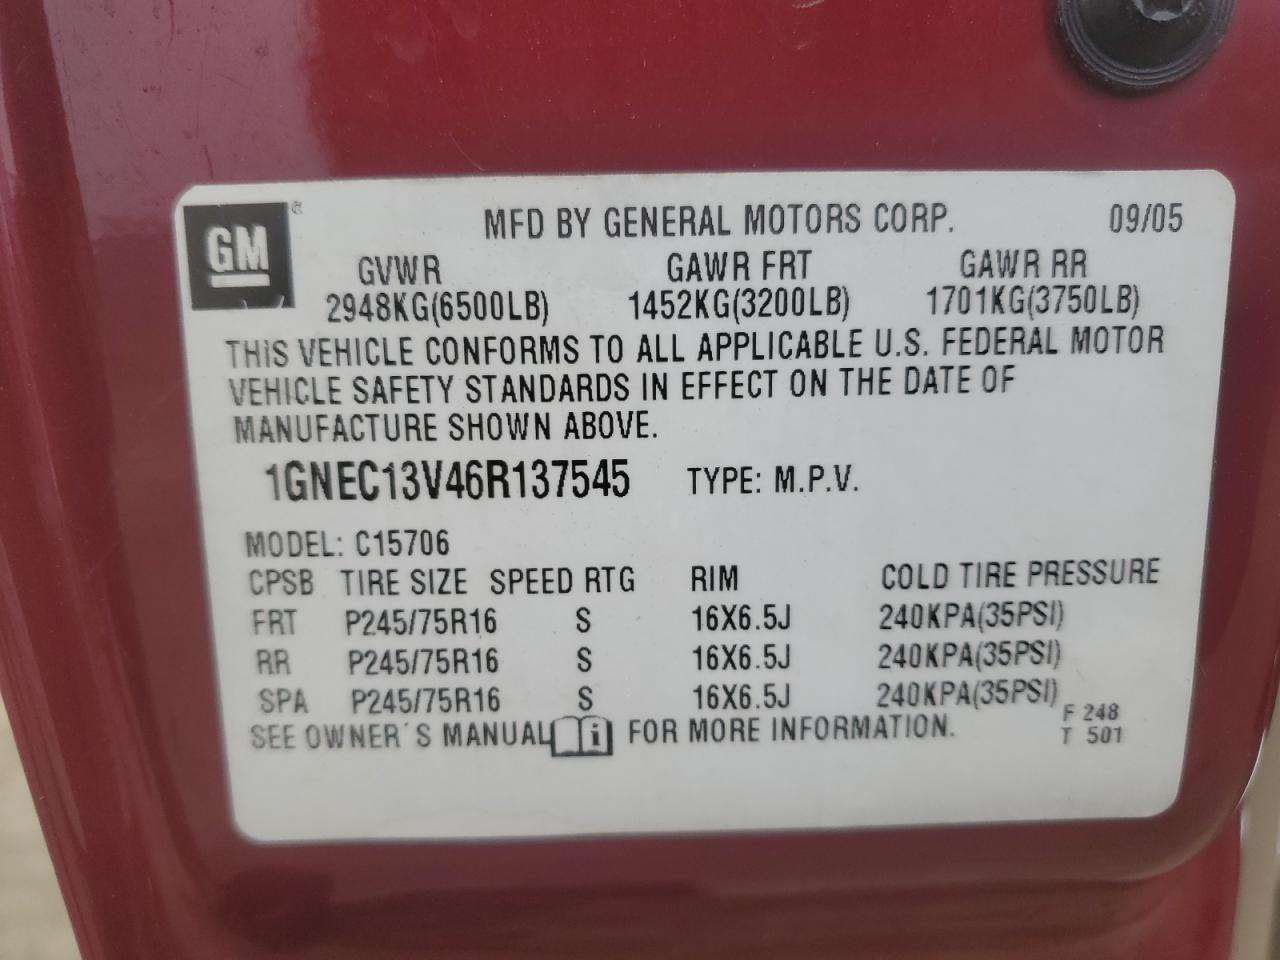 GM ®
MFD BY GENERAL MOTORS CORP. 09/05
GVWR GAWR FRT GAWR RR
2948KG(6500LB) 1452KG(3200LB) 1701KG(3750LB)
THIS VEHICLE CONFORMS TO ALL APPLICABLE U.S. FEDERAL MOTOR
VEHICLE SAFETY STANDARDS IN EFFECT ON THE DATE OF
MANUFACTURE SHOWN ABOVE.
1GNEC13V46R137545 TYPE: M.P.V.
MODEL: C15706
CPSB TIRE SIZE SPEED RTG RIM COLD TIRE PRESSURE
FRT P245/75R16 S 16X6.5J 240KPA(35PSI)
RR P245/75R16 S 16X6.5J 240KPA(35PSI)
SPA P245/75R16 S 16X6.5J 240KPA(35PSI)
SEE OWNER'S MANUAL i FOR MORE INFORMATION.
F 248
T 501